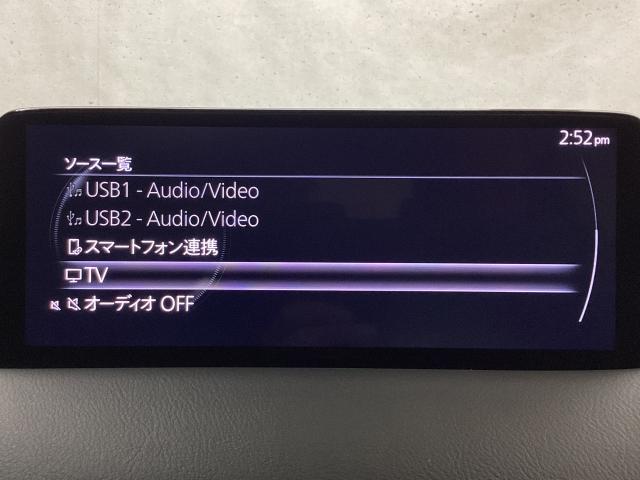 2:52pm
ソース一覧
USB1 - Audio/Video
USB2 - Audio/Video
スマートフォン連携
TV
オーディオ OFF